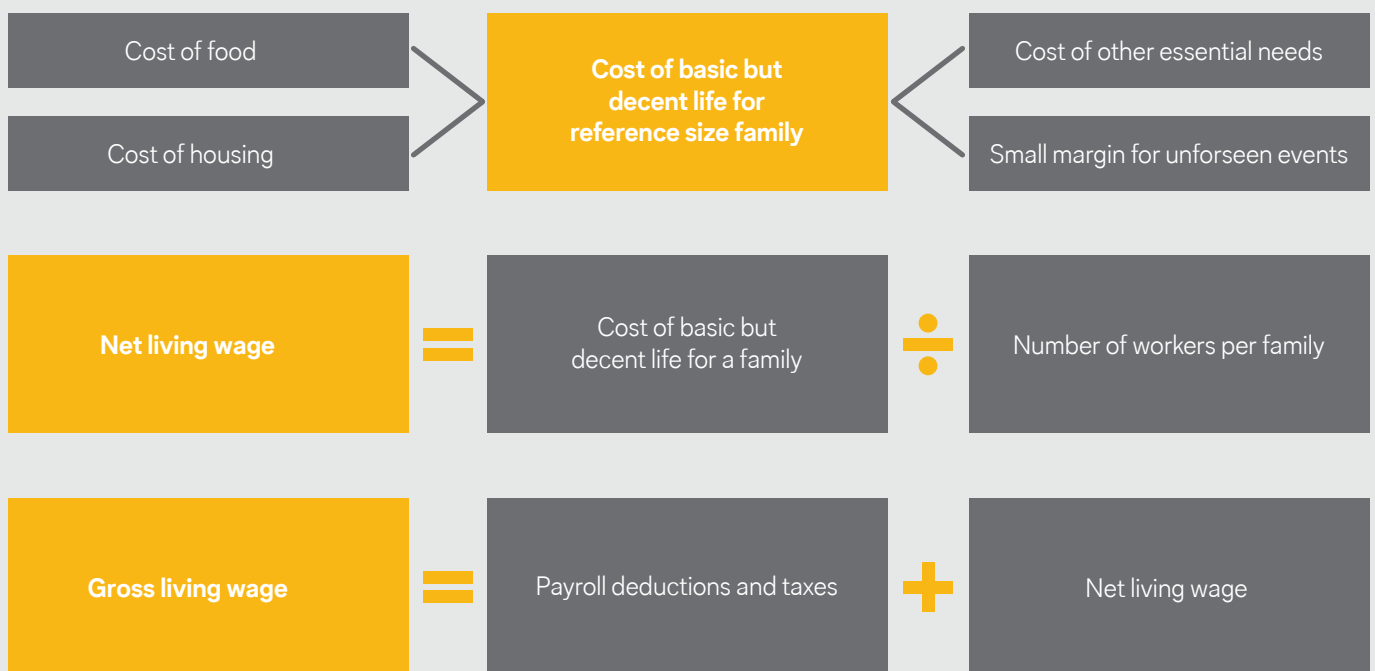 Cost of food
Cost of housing
Cost of basic but
decent life for
reference size family
Cost of other essential needs
Small margin for unforseen events
Net living wage
=
Cost of basic but
decent life for a family
÷
Number of workers per family
Gross living wage
=
Payroll deductions and taxes
+
Net living wage